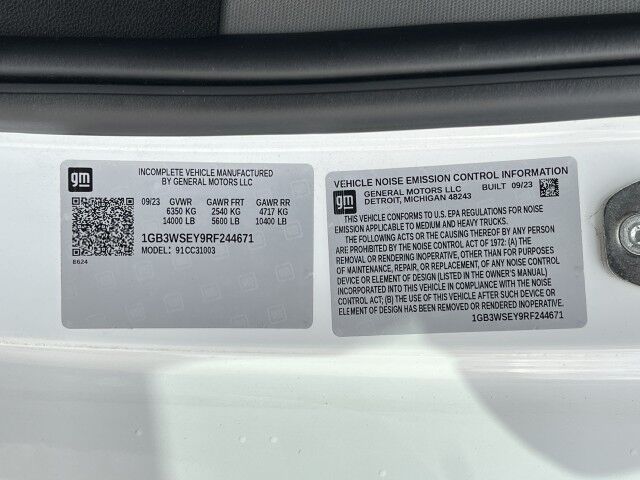 gm
INCOMPLETE VEHICLE MANUFACTURED
BY GENERAL MOTORS LLC
09/23 GVWR GAWR FRT GAWR RR
6350 KG 2540 KG 4717 KG
14000 LB 5600 LB 10400 LB
1GB3WSEY9RF244671
MODEL: 91CC31003
8624
VEHICLE NOISE EMISSION CONTROL INFORMATION
gm
GENERAL MOTORS LLC BUILT 09/23
DETROIT, MICHIGAN 48243
THIS VEHICLE CONFORMS TO U.S. EPA REGULATIONS FOR NOISE
EMISSION APPLICABLE TO MEDIUM AND HEAVY TRUCKS.
THE FOLLOWING ACTS OR THE CAUSING THEREOF BY ANY PERSON
ARE PROHIBITED BY THE NOISE CONTROL ACT OF 1972: (A) THE
REMOVAL OR RENDERING INOPERATIVE, OTHER THAN FOR PURPOSES
OF MAINTENANCE, REPAIR, OR REPLACEMENT, OF ANY NOISE CONTROL
DEVICE OR ELEMENT OF DESIGN (LISTED IN THE OWNER'S MANUAL)
INCORPORATED INTO THIS VEHICLE IN COMPLIANCE WITH THE NOISE
CONTROL ACT; (B) THE USE OF THIS VEHICLE AFTER SUCH DEVICE OR
ELEMENT OF DESIGN HAS BEEN REMOVED OR RENDERED INOPERATIVE.
1GB3WSEY9RF244671